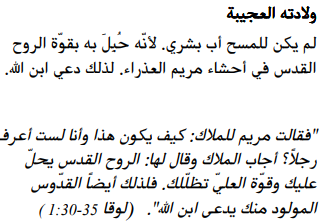 ولادته العجيبة
لم يكن للمسح أب بشري. لأنّه حُبلَ به بقوّة الروح
القدس في أحشاء مريم العذراء. لذلك دعي ابن الله.
"فقالت مريم للملاك: كيف يكون هذا وأنا لست أعرف
رجلاً؟ أجاب الملاك وقال لها: الروح القدس يحلّ
عليك وقوّة العليّ تظلّلك. فلذلك أيضاً القدّوس
المولود منك يدعى ابن الله". (لوقا 35-1:30)